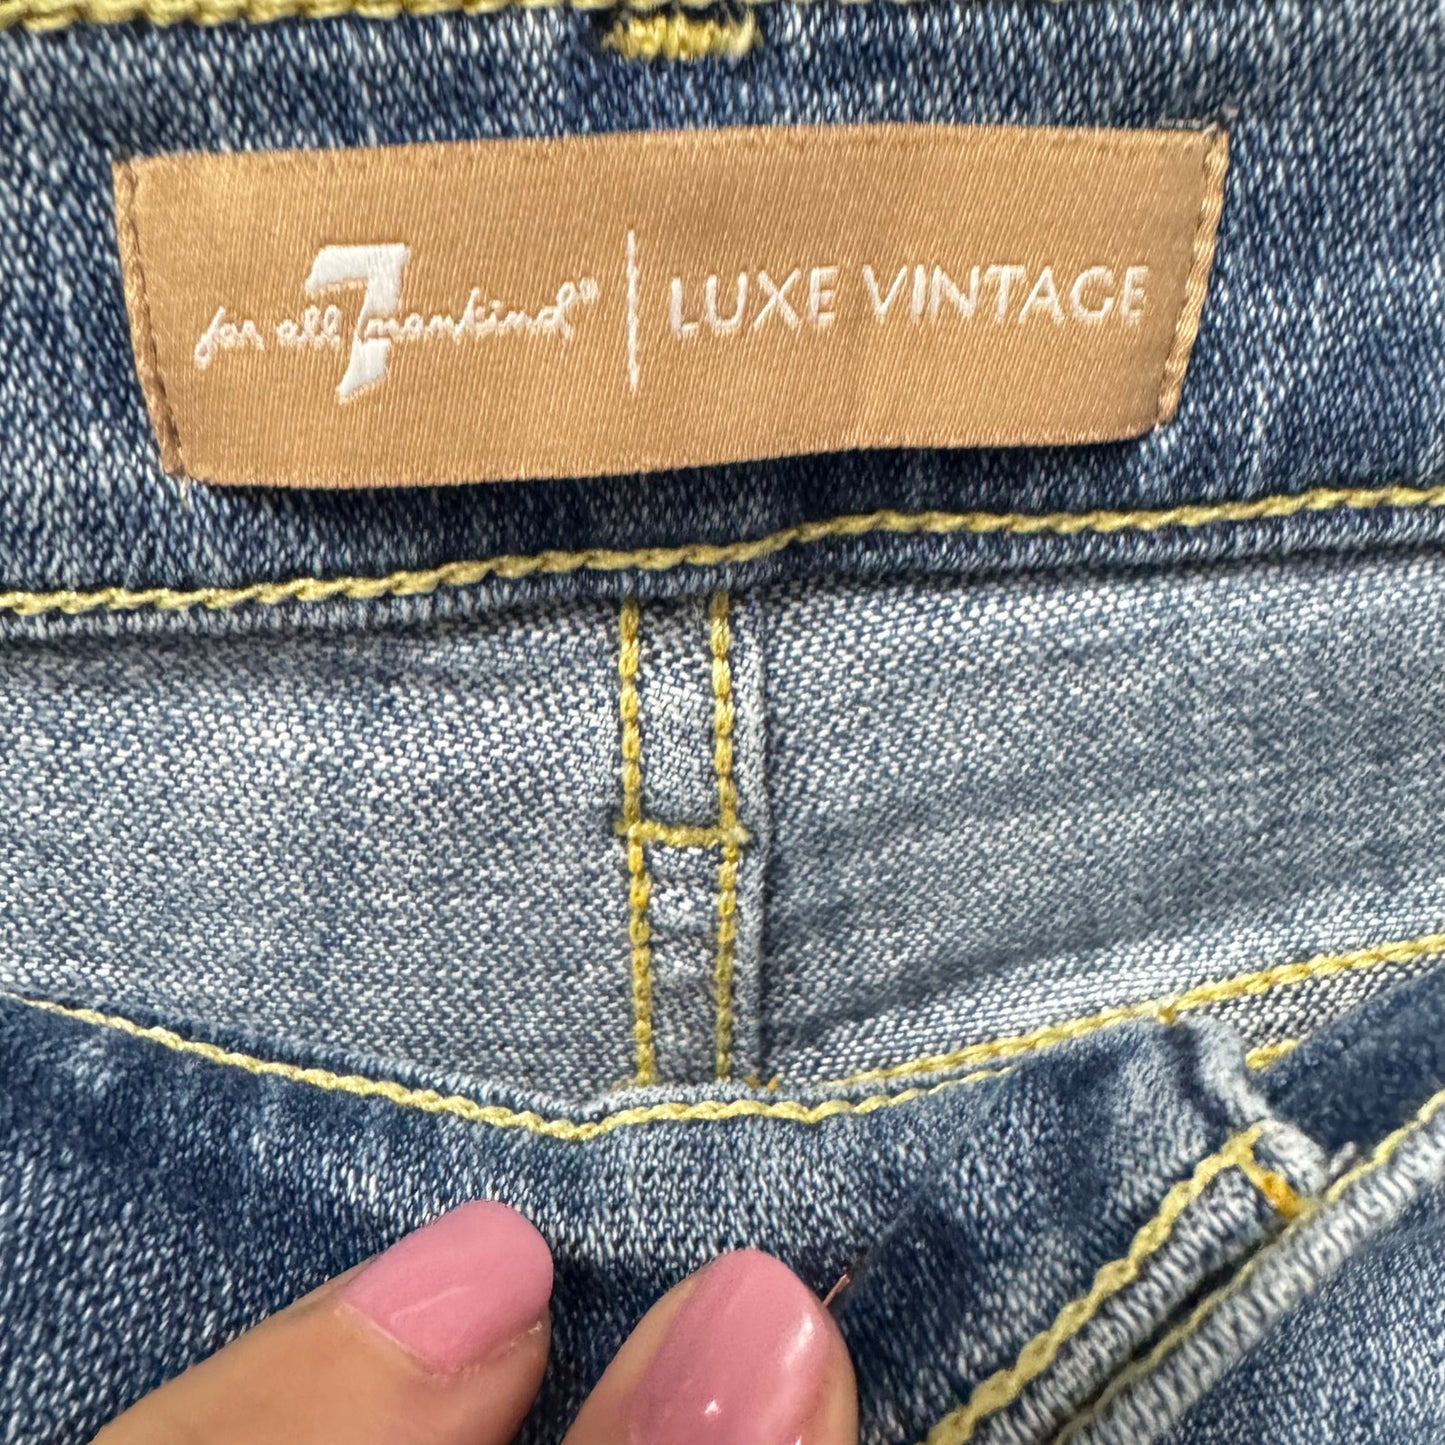 for all 7 mankind® | LUXE VINTAGE